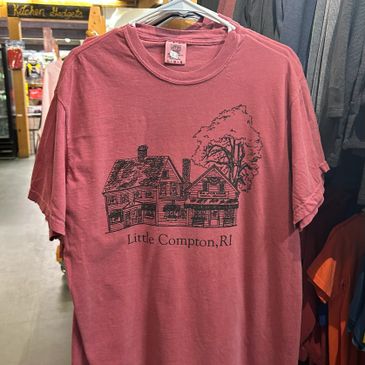 Kitchen Gadgets
Little Compton, RI